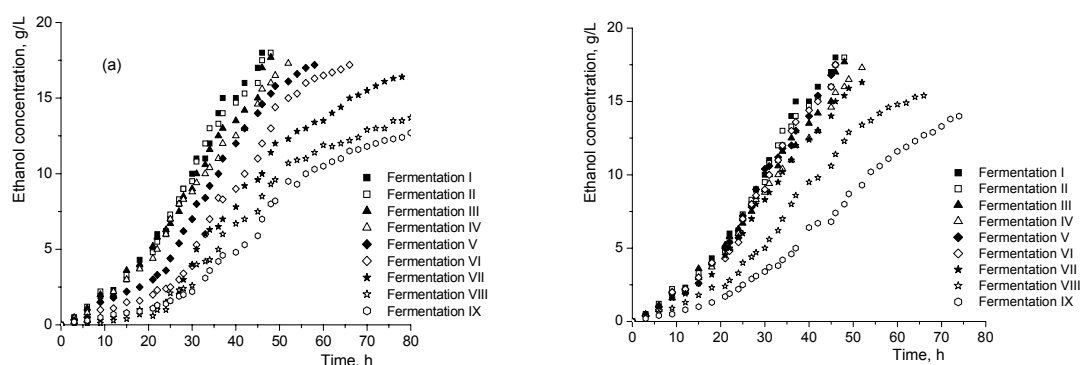 Ethanol concentration, g/L
20
15
10
5
0
(a)
Fermentation I
Fermentation II
Fermentation III
Fermentation IV
Fermentation V
Fermentation VI
Fermentation VII
Fermentation VIII
Fermentation IX
0 10 20 30 40 50 60 70 80
Time, h
Ethanol concentration, g/L
20
15
10
5
0
Fermentation I
Fermentation II
Fermentation III
Fermentation IV
Fermentation V
Fermentation VI
Fermentation VII
Fermentation VIII
Fermentation IX
0 10 20 30 40 50 60 70 80
Time, h